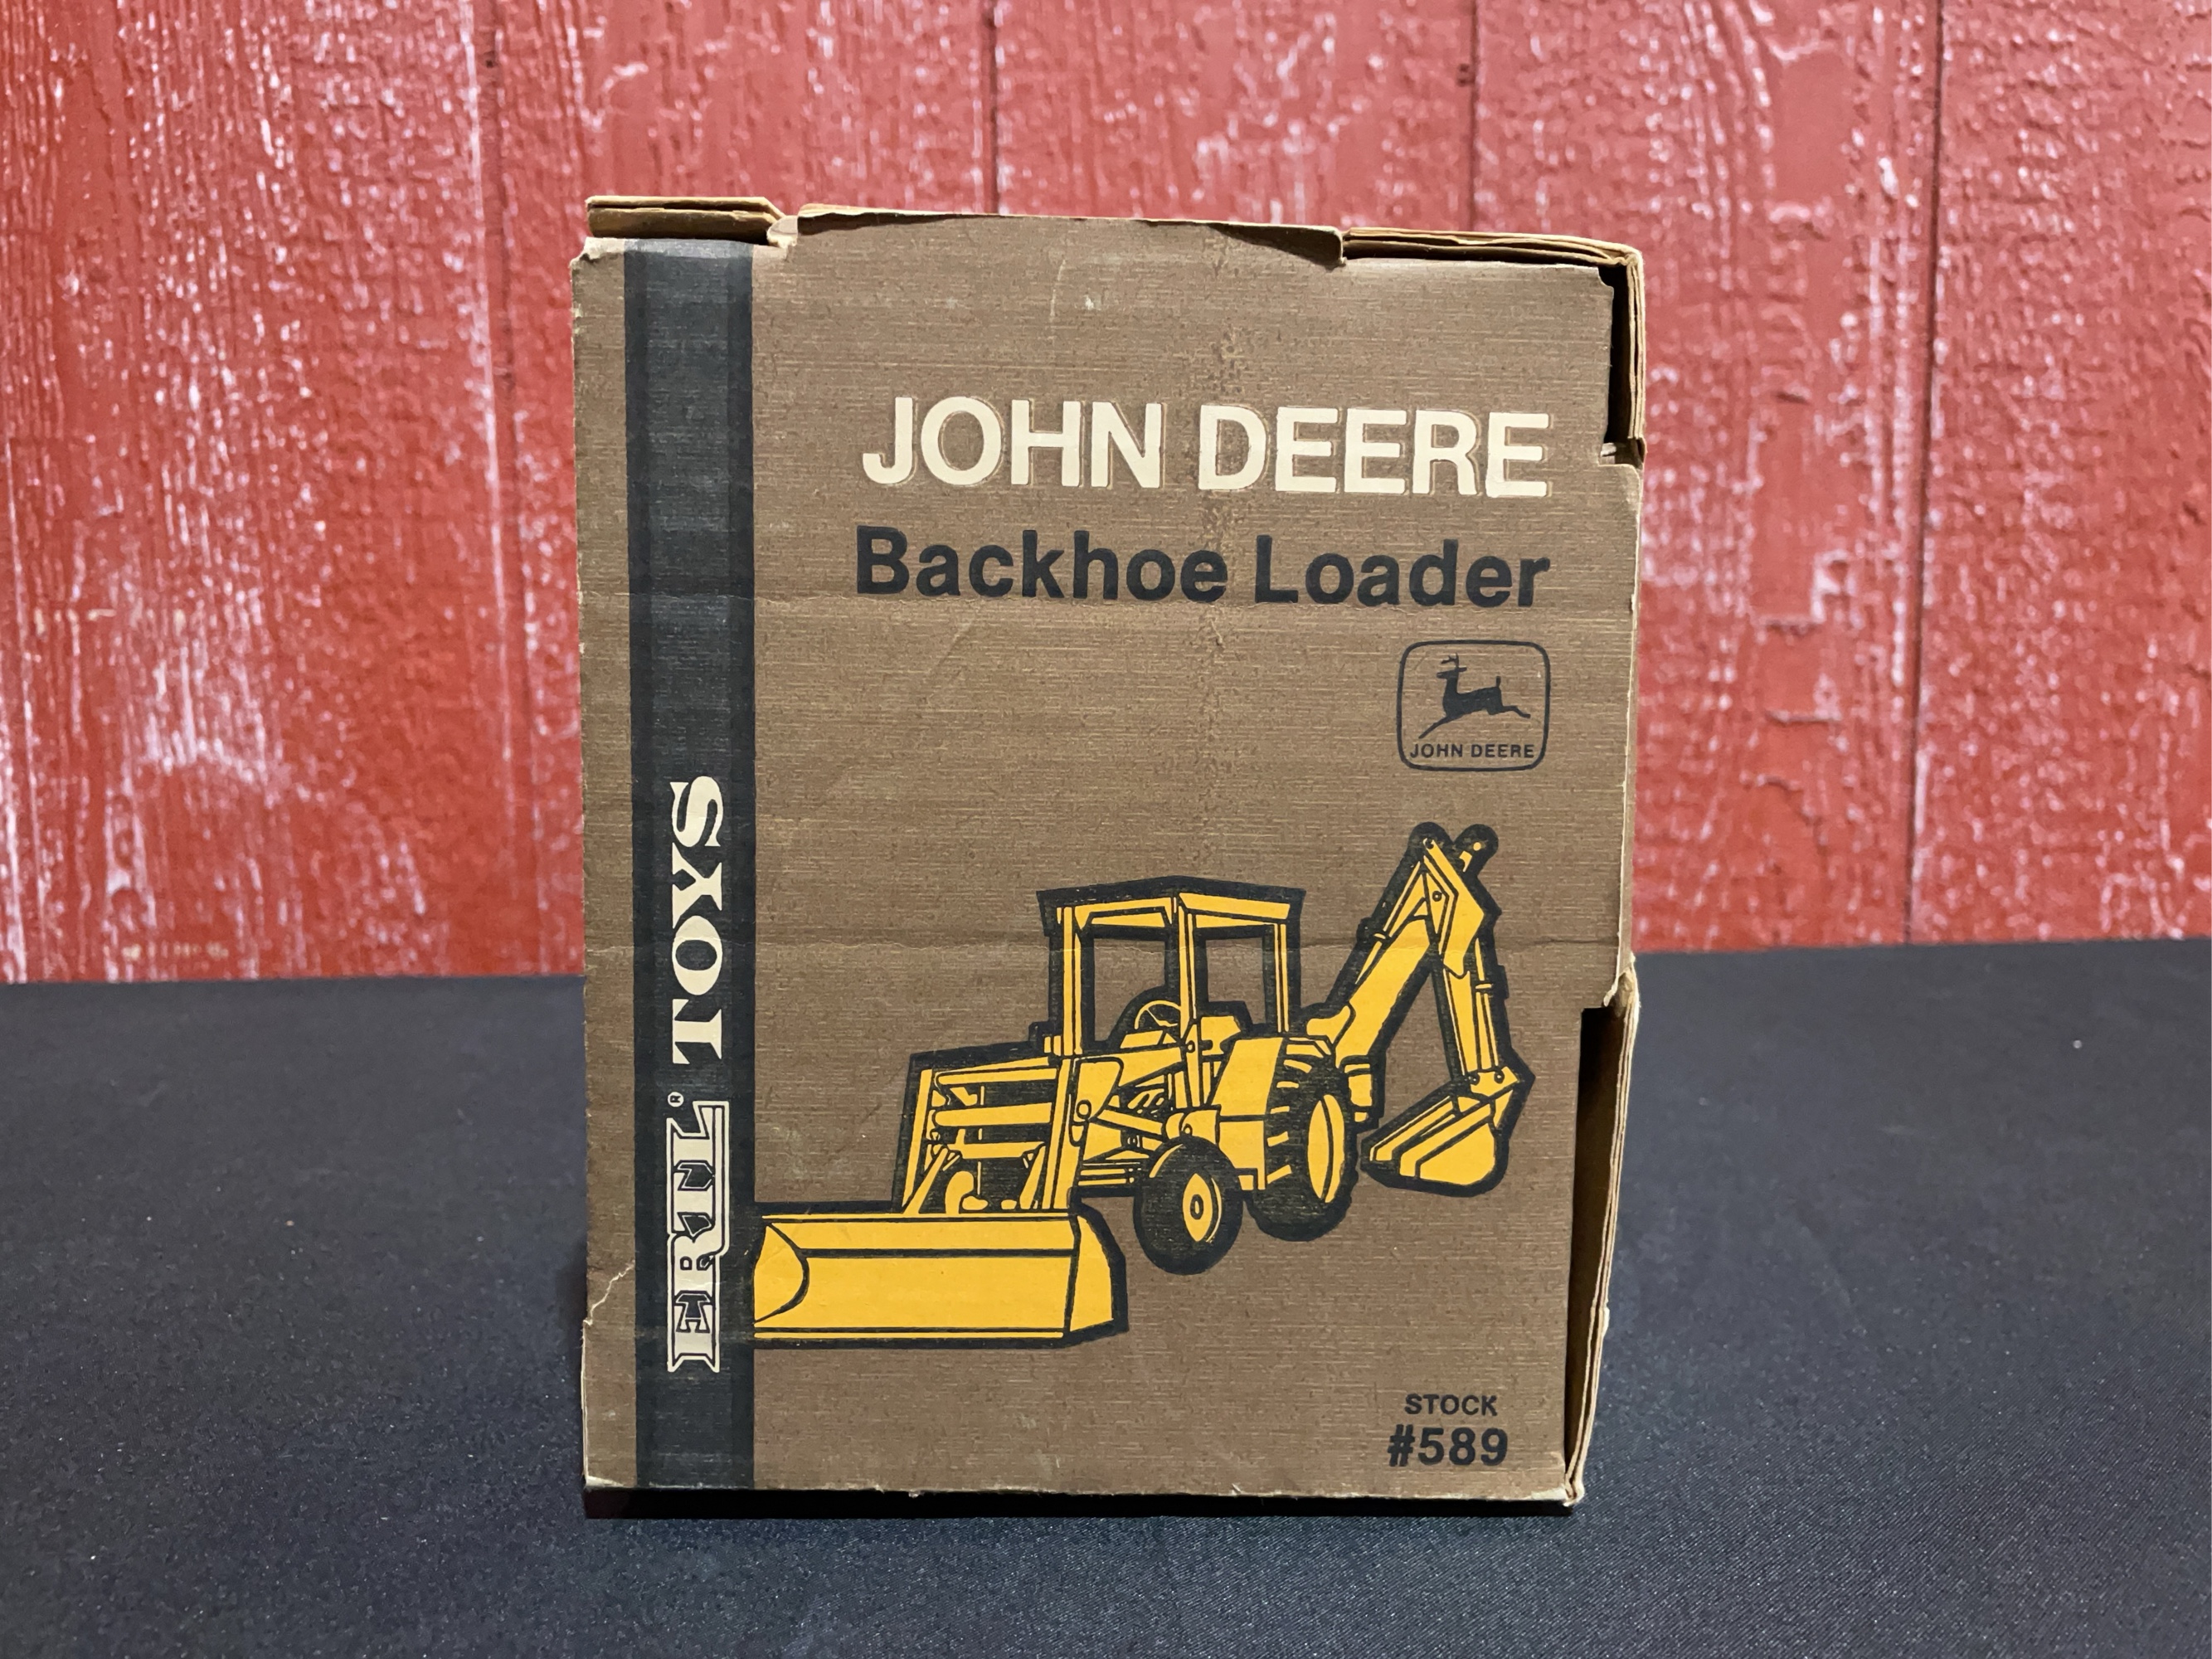 JOHN DEERE
Backhoe Loader
JOHN DEERE
ERTL® TOYS
STOCK
#589